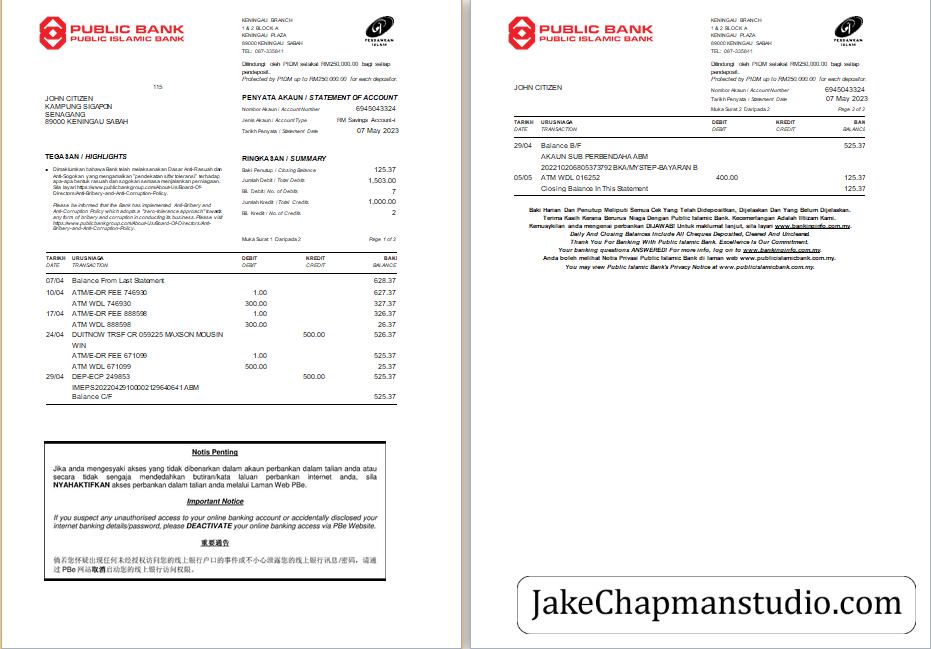 PUBLIC BANK
PUBLIC ISLAMIC BANK
KENINGAU BRANCH
1 & 2 BLOCK A
KENINGAU PLAZA
89000 KENINGAU SABAH
TEL: 087-335841
PERBANKAN
ISLAM
Dilindungi oleh PIDM setakat RM250,000.00 bagi setiap
pendeposit.
Protected by PIDM up to RM250,000.00 for each depositor.
115
JOHN CITIZEN
KAMPUNG SIGAPON
SENAGANG
89000 KENINGAU SABAH
PENYATA AKAUN / STATEMENT OF ACCOUNT
Nombor Akaun / Account Number 6945043324
Jenis Akaun / Account Type RM Savings Account-i
Tarikh Penyata / Statement Date 07 May 2023
TEGASAN / HIGHLIGHTS
Dimaklumkan bahawa Bank telah melaksanakan Dasar Anti-Rasuah dan
Anti-Sogokan yang mengamalkan "pendekatan sifar toleransi" terhadap
apa-apa bentuk rasuah dan sogokan semasa menjalankan perniagaan.
Sila layari https://www.publicbankgroup.com/About-Us/Board-Of-
Directors/Anti-Bribery-and-Anti-Corruption-Policy.
Please be informed that the Bank has implemented Anti-Bribery and
Anti-Corruption Policy which adopts a "zero-tolerance approach" towards
any form of bribery and corruption in conducting its business. Please visit
https://www.publicbankgroup.com/About-Us/Board-Of-Directors/Anti-
Bribery-and-Anti-Corruption-Policy.
RINGKASAN / SUMMARY
Baki Penutup / Closing Balance 125.37
Jumlah Debit / Total Debits 1,503.00
Bil. Debit / No. of Debits 7
Jumlah Kredit / Total Credits 1,000.00
Bil. Kredit / No. of Credits 2
Muka Surat 1 Daripada 2 Page 1 of 3
TARIKH URUSNIAGA DEBIT KREDIT BAKI
DATE TRANSACTION DEBIT CREDIT BALANCE
07/04 Balance From Last Statement 628.37
10/04 ATM/E-DR FEE 746930 1.00 627.37
ATM WDL 746930 300.00 327.37
17/04 ATM/E-DR FEE 888598 1.00 326.37
ATM WDL 888598 300.00 26.37
24/04 DUITNOW TRSF CR 059225 MAXSON MOUSIN 500.00 526.37
WIN
ATM/E-DR FEE 671099 1.00 525.37
ATM WDL 671099 500.00 25.37
29/04 DEP-ECP 249853 500.00 525.37
IMEPS20220429100002129640641 ABM
Balance C/F 525.37
Notis Penting
Jika anda mengesyaki akses yang tidak dibenarkan dalam akaun perbankan dalam talian anda atau
secara tidak sengaja mendedahkan butiran/kata laluan perbankan internet anda, sila
NYAHAKTIFKAN akses perbankan dalam talian anda melalui Laman Web PBe.
Important Notice
If you suspect any unauthorised access to your online banking account or accidentally disclosed your
internet banking details/password, please DEACTIVATE your online banking access via PBe Website.
重要通告
倘若您怀疑出现任何未经授权访问您的线上银行户口的事件或不小心泄露您的线上银行讯息/密码，请通
过 PBe 网站取消启动您的线上银行访问权限。
PUBLIC BANK
PUBLIC ISLAMIC BANK
KENINGAU BRANCH
1 & 2 BLOCK A
KENINGAU PLAZA
89000 KENINGAU SABAH
TEL: 087-335841
PERBANKAN
ISLAM
Dilindungi oleh PIDM setakat RM250,000.00 bagi setiap
pendeposit.
Protected by PIDM up to RM250,000.00 for each depositor.
JOHN CITIZEN
Nombor Akaun / Account Number 6945043324
Tarikh Penyata / Statement Date 07 May 2023
Muka Surat 2 Daripada 2 Page 2 of 3
TARIKH URUSNIAGA DEBIT KREDIT BAKI
DATE TRANSACTION DEBIT CREDIT BALANCE
29/04 Balance B/F 525.37
AKAUN SUB PERBENDAHA ABM
20221020680537379 2 BKA/MYSTEP-BAYARAN B
05/05 ATM WDL 016252 400.00 125.37
Closing Balance In This Statement 125.37
Baki Harian Dan Penutup Meliputi Semua Cek Yang Telah Didepositkan, Dijelaskan Dan Yang Belum Dijelaskan.
Terima Kasih Kerana Berurus Niaga Dengan Public Islamic Bank. Kecemerlangan Adalah Iltizam Kami.
Kemusykilan anda mengenai perbankan DIJAWAB! Untuk maklumat lanjut, sila layari www.bankinginfo.com.my.
Daily And Closing Balances Include All Cheques Deposited, Cleared And Uncleared.
Thank You For Banking With Public Islamic Bank. Excellence Is Our Commitment.
Your banking questions ANSWERED! For more info, log on to www.bankinginfo.com.my.
Anda boleh melihat Notis Privasi Public Islamic Bank di laman web www.publicislamicbank.com.my.
You may view Public Islamic Bank's Privacy Notice at www.publicislamicbank.com.my.
JakeChapmanstudio.com